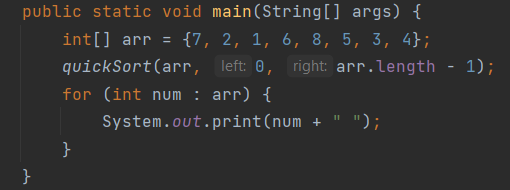 public static void main(String[] args) {
    int[] arr = {7, 2, 1, 6, 8, 5, 3, 4};
    quickSort(arr, left: 0, right: arr.length - 1);
    for (int num : arr) {
        System.out.print(num + " ");
    }
}